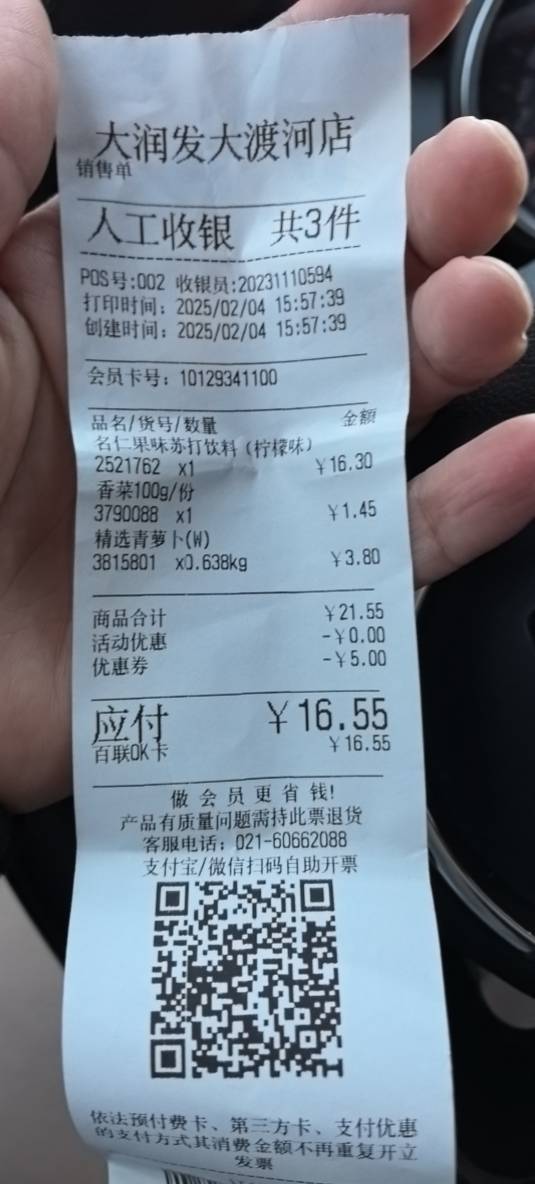 大润发大渡河店
销售单
人工收银 共3件
POS号:002 收银员:20231110594
打印时间: 2025/02/04 15:57:39
创建时间: 2025/02/04 15:57:39
会员卡号: 10129341100
品名/货号/数量 金额
名仁果味苏打饮料(柠檬味)
2521762 x1 ￥16.30
香菜100g/份
3790088 x1 ￥1.45
精选青萝卜(W)
3815801 x0.638kg ￥3.80
商品合计 ￥21.55
活动优惠 -￥0.00
优惠券 -￥5.00
应付 ￥16.55
百联OK卡 ￥16.55
做会员更省钱!
产品有质量问题需持此票退货
客服电话: 021-60662088
支付宝/微信扫码自助开票
依法预付费卡、第三方卡、支付优惠
的支付方式其消费金额不再重复开立
发票